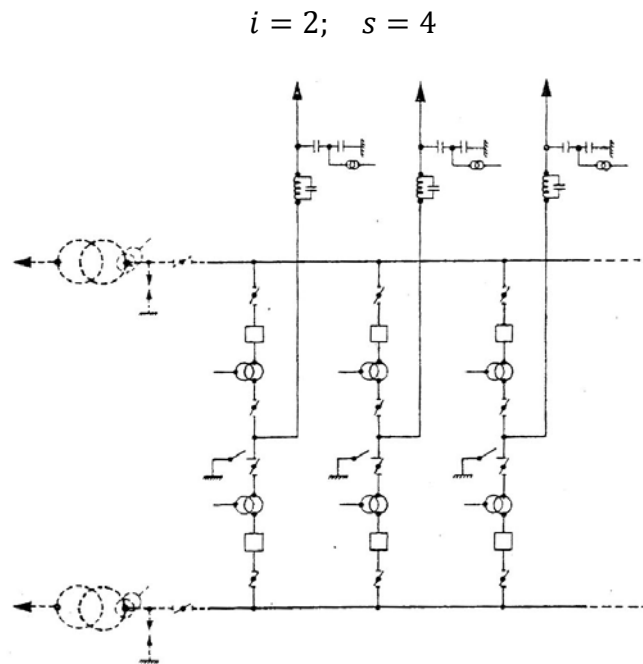 i = 2; s = 4